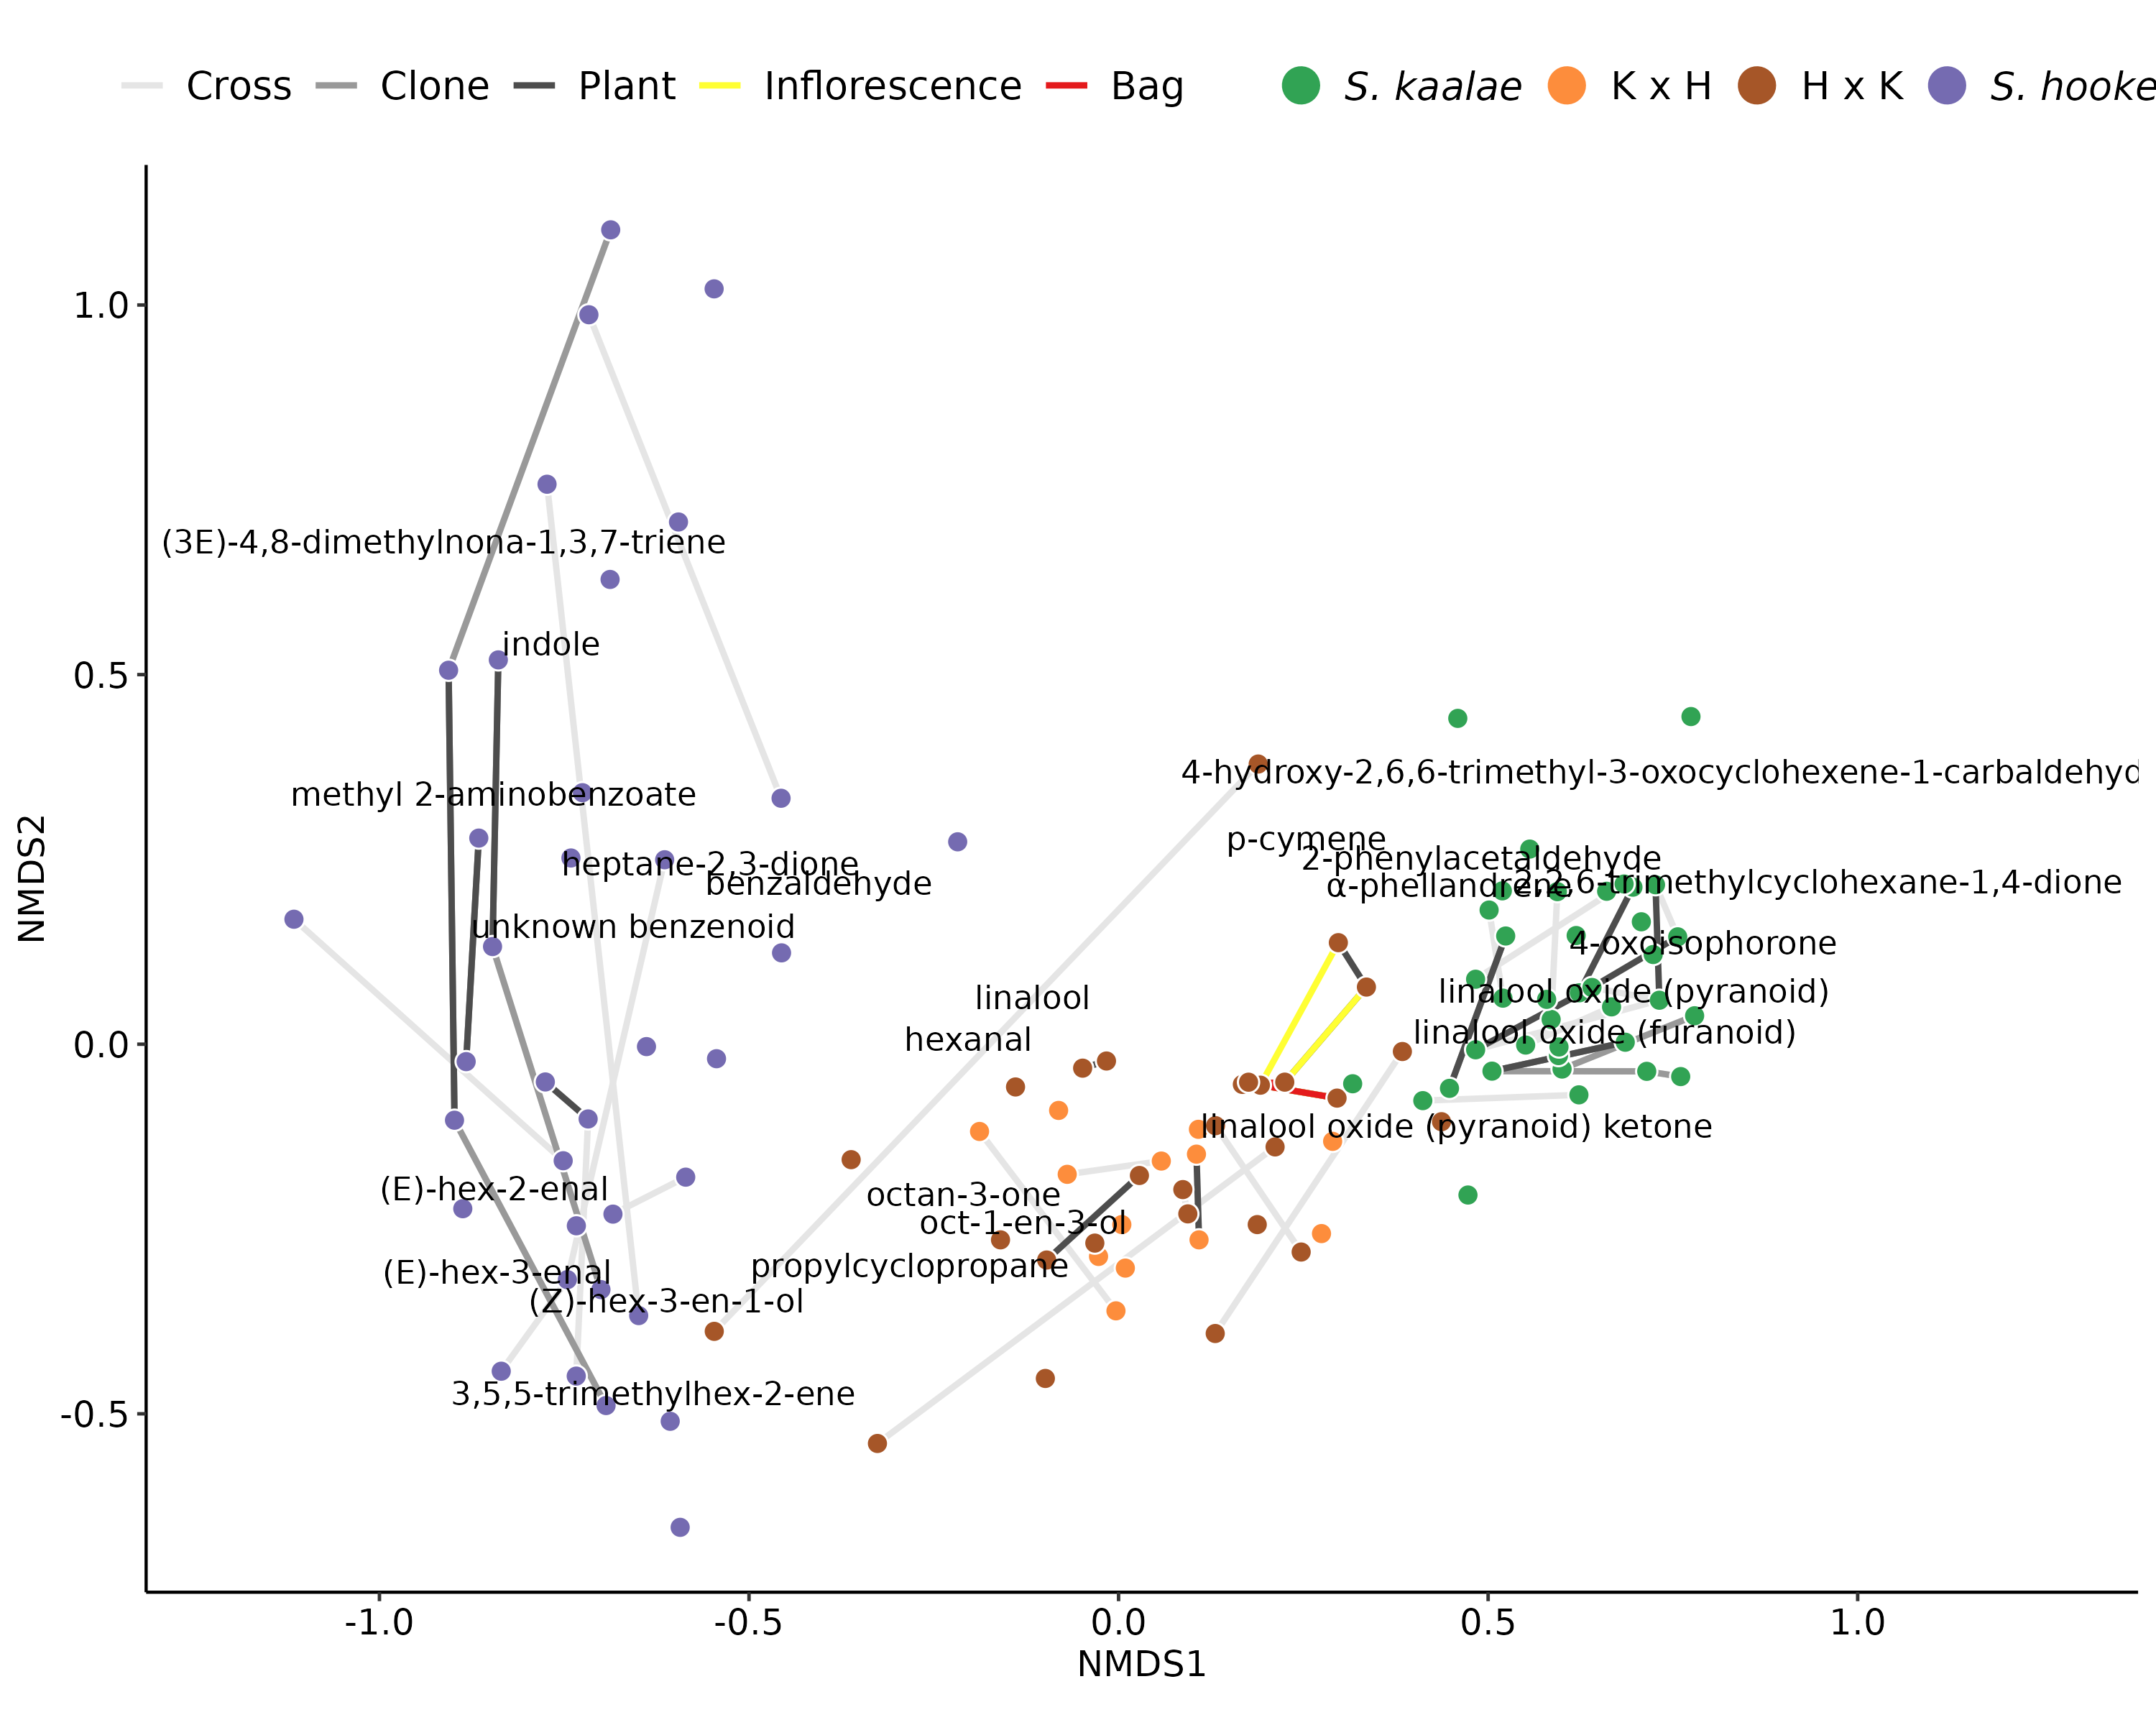 Cross Clone Plant Inflorescence Bag S. kaalae K x H H x K S. hooke
1.0
0.5
0.0
-0.5
NMDS2
(3E)-4,8-dimethylnona-1,3,7-triene
indole
4-hydroxy-2,6,6-trimethyl-3-oxocyclohexene-1-carbaldehyd
methyl 2-aminobenzoate
p-cymene
2-phenylacetaldehyde
heptane-2,3-dione
benzaldehyde
α-phellandrene
2,2,6-trimethylcyclohexane-1,4-dione
unknown benzenoid
4-oxoisophorone
linalool
linalool oxide (pyranoid)
hexanal
linalool oxide (furanoid)
linalool oxide (pyranoid) ketone
(E)-hex-2-enal
octan-3-one
oct-1-en-3-ol
propylcyclopropane
(E)-hex-3-enal
(Z)-hex-3-en-1-ol
3,5,5-trimethylhex-2-ene
-1.0 -0.5 0.0 0.5 1.0
NMDS1